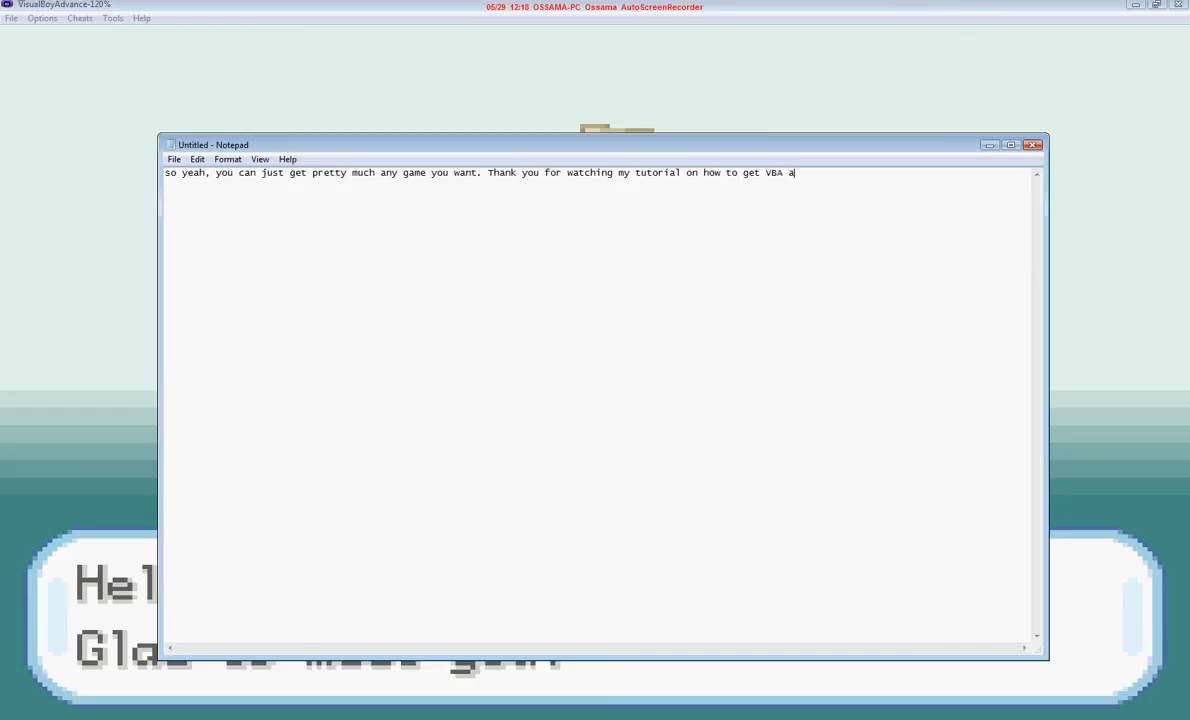 VisualBoyAdvance-120%
05/29 12:18 OSSAMA-PC Ossama AutoScreenRecorder
File Options Cheats Tools Help
Untitled - Notepad
File Edit Format View Help
so yeah, you can just get pretty much any game you want. Thank you for watching my tutorial on how to get VBA a
Hel
Gla